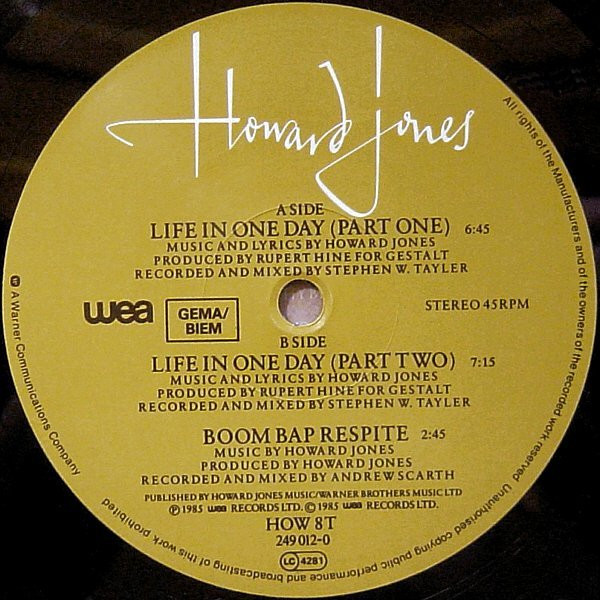 Howard Jones
A SIDE
LIFE IN ONE DAY (PART ONE) 6:45
MUSIC AND LYRICS BY HOWARD JONES
PRODUCED BY RUPERT HINE FOR GESTALT
RECORDED AND MIXED BY STEPHEN W. TAYLER
wea
GEMA/
BIEM
STEREO 45RPM
B SIDE
LIFE IN ONE DAY (PART TWO) 7:15
MUSIC AND LYRICS BY HOWARD JONES
PRODUCED BY RUPERT HINE FOR GESTALT
RECORDED AND MIXED BY STEPHEN W. TAYLER
BOOM BAP RESPITE 2:45
MUSIC BY HOWARD JONES
PRODUCED BY HOWARD JONES
RECORDED AND MIXED BY ANDREW SCARTH
PUBLISHED BY HOWARD JONES MUSIC/WARNER BROTHERS MUSIC LTD
℗ 1985 wea RECORDS LTD. © 1985 wea RECORDS LTD.
HOW 8T
249 012-0
LC 4281
A Warner Communications Company
All rights of the Manufacturers and of the owners of the recorded work reserved
Unauthorised copying public performance and broadcasting of this work prohibited